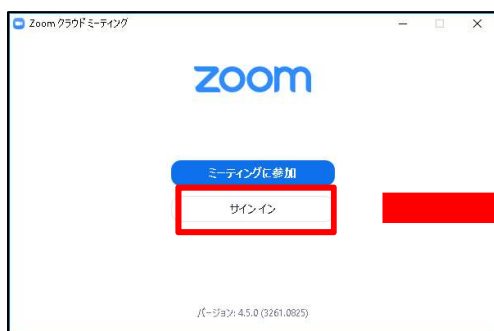 Zoom クラウド ミーティング
zoom
ミーティングに参加
サインイン
バージョン: 4.5.0 (3261.0825)